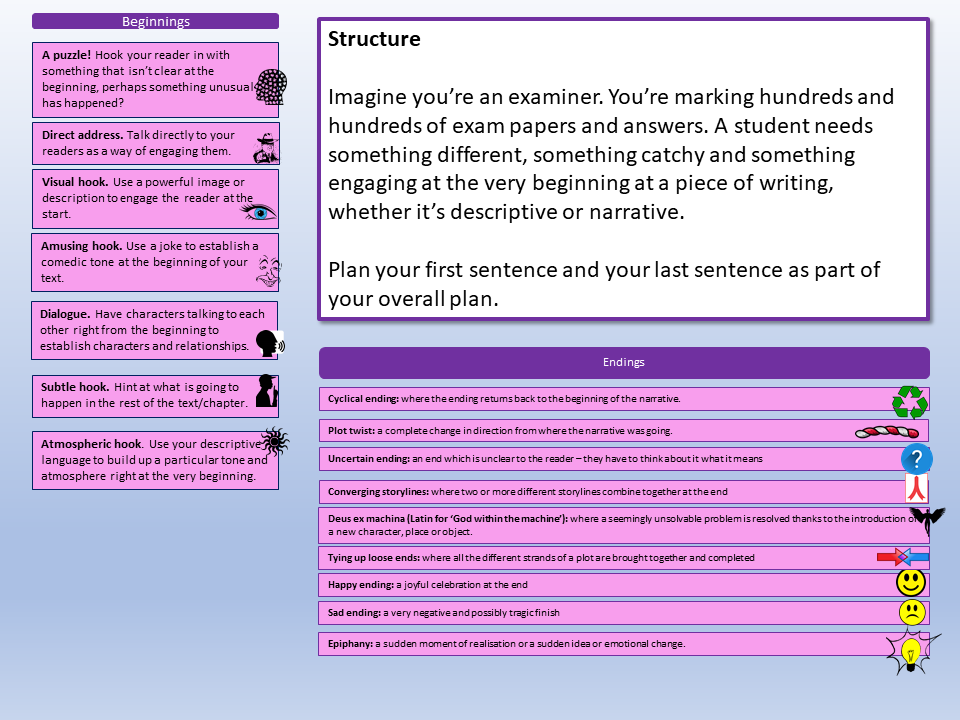 Beginnings
A puzzle! Hook your reader in with
something that isn't clear at the
beginning, perhaps something unusual
has happened?
Direct address. Talk directly to your
readers as a way of engaging them.
Visual hook. Use a powerful image or
description to engage the reader at the
start.
Amusing hook. Use a joke to establish a
comedic tone at the beginning of your
text.
Dialogue. Have characters talking to each
other right from the beginning to
establish characters and relationships.
Subtle hook. Hint at what is going to
happen in the rest of the text/chapter.
Atmospheric hook. Use your descriptive
language to build up a particular tone and
atmosphere right at the very beginning.
Structure
Imagine you're an examiner. You're marking hundreds and
hundreds of exam papers and answers. A student needs
something different, something catchy and something
engaging at the very beginning at a piece of writing,
whether it's descriptive or narrative.
Plan your first sentence and your last sentence as part of
your overall plan.
Endings
Cyclical ending: where the ending returns back to the beginning of the narrative.
Plot twist: a complete change in direction from where the narrative was going.
Uncertain ending: an end which is unclear to the reader – they have to think about it what it means
?
Converging storylines: where two or more different storylines combine together at the end
Deus ex machina (Latin for 'God within the machine'): where a seemingly unsolvable problem is resolved thanks to the introduction of
a new character, place or object.
Tying up loose ends: where all the different strands of a plot are brought together and completed
Happy ending: a joyful celebration at the end
Sad ending: a very negative and possibly tragic finish
Epiphany: a sudden moment of realisation or a sudden idea or emotional change.